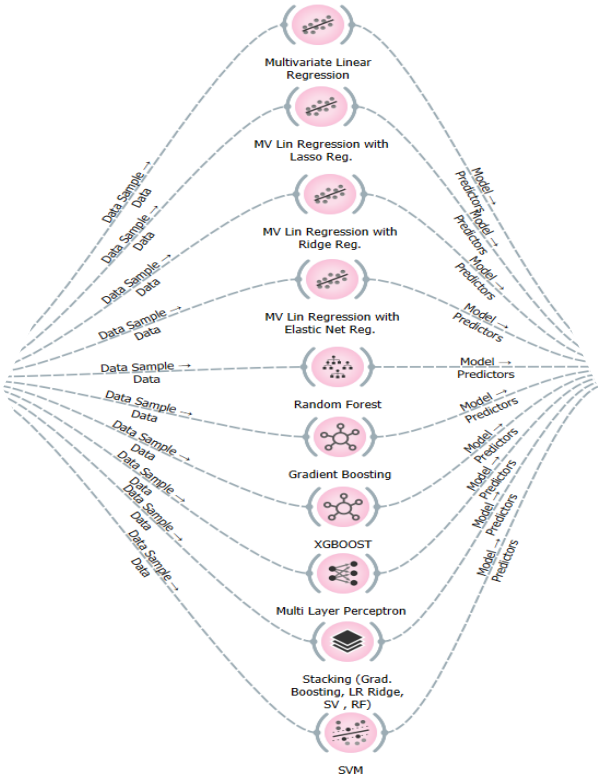 Multivariate Linear
Regression
MV Lin Regression with
Lasso Reg.
Data Sample →
Data
Model →
Predictors
Data Sample →
Data
Model →
Predictors
MV Lin Regression with
Ridge Reg.
Data Sample →
Data
Model →
Predictors
MV Lin Regression with
Elastic Net Reg.
Data Sample →
Data
Model →
Predictors
Data Sample →
Data
Model →
Predictors
Random Forest
Data Sample →
Data
Model →
Predictors
Gradient Boosting
Data Sample →
Data
Model →
Predictors
XGBOOST
Data Sample →
Data
Model →
Predictors
Multi Layer Perceptron
Data Sample →
Data
Model →
Predictors
Stacking (Grad.
Boosting, LR Ridge,
SV , RF)
Data Sample →
Data
Model →
Predictors
SVM